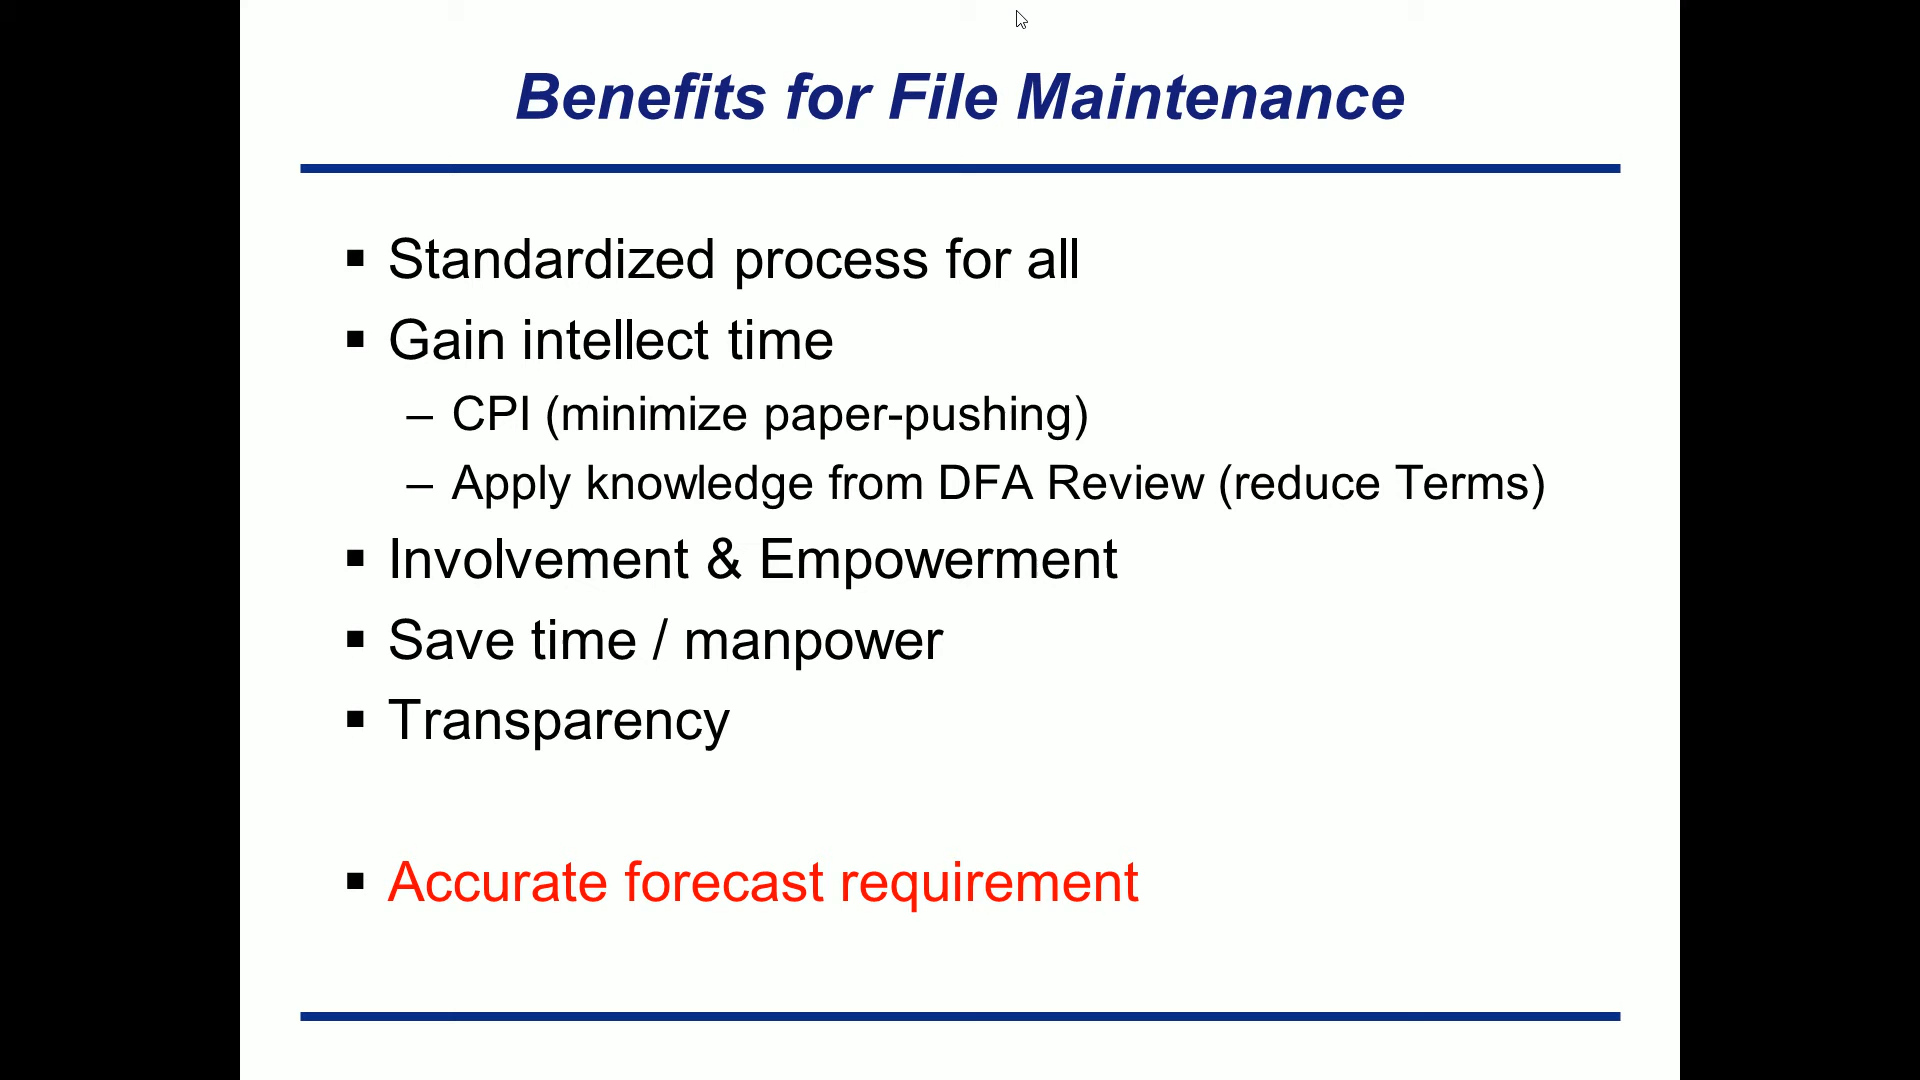 Benefits for File Maintenance
▪ Standardized process for all
▪ Gain intellect time
– CPI (minimize paper-pushing)
– Apply knowledge from DFA Review (reduce Terms)
▪ Involvement & Empowerment
▪ Save time / manpower
▪ Transparency
▪ Accurate forecast requirement